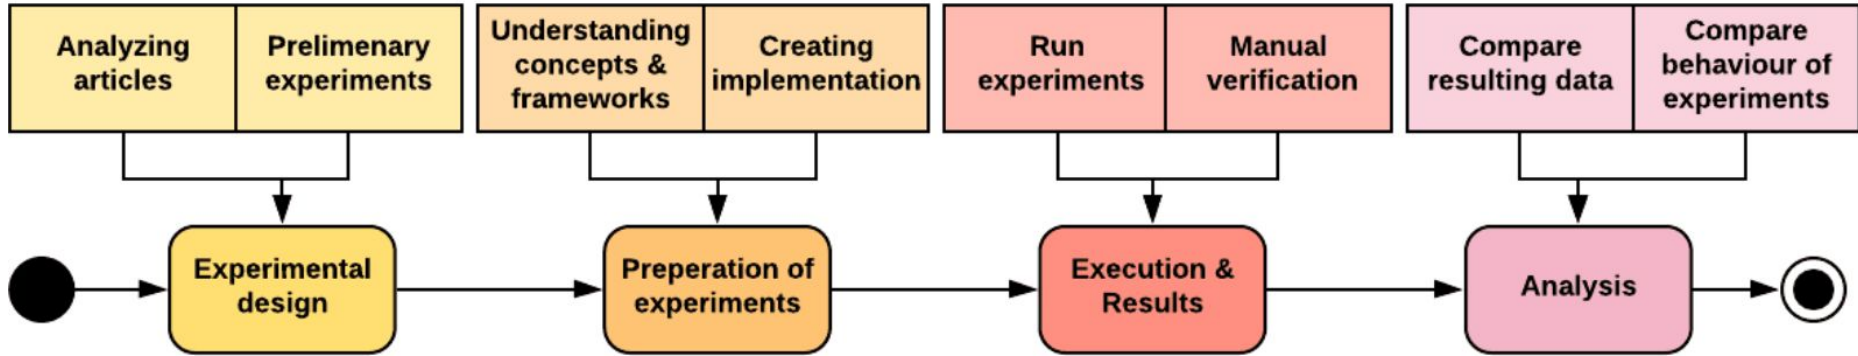 Analyzing
articles
Prelimenary
experiments
Understanding
concepts &
frameworks
Creating
implementation
Run
experiments
Manual
verification
Compare
resulting data
Compare
behaviour of
experiments
Experimental
design
Preperation of
experiments
Execution &
Results
Analysis